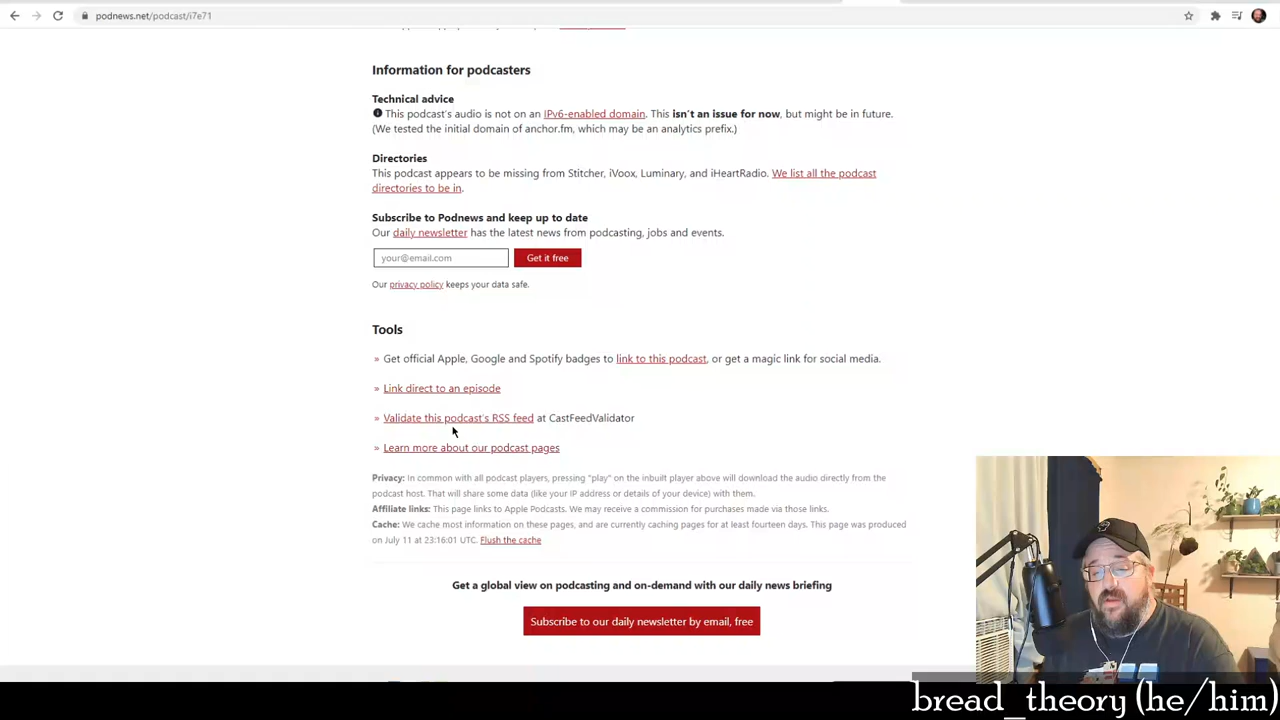 podnews.net/podcast/i7e71
Information for podcasters
Technical advice
This podcast's audio is not on an IPv6-enabled domain. This isn't an issue for now, but might be in future.
(We tested the initial domain of anchor.fm, which may be an analytics prefix.)
Directories
This podcast appears to be missing from Stitcher, iVoox, Luminary, and iHeartRadio. We list all the podcast
directories to be in.
Subscribe to Podnews and keep up to date
Our daily newsletter has the latest news from podcasting, jobs and events.
your@email.com Get it free
Our privacy policy keeps your data safe.
Tools
» Get official Apple, Google and Spotify badges to link to this podcast, or get a magic link for social media.
» Link direct to an episode
» Validate this podcast's RSS feed at CastFeedValidator
» Learn more about our podcast pages
Privacy: In common with all podcast players, pressing "play" on the inbuilt player above will download the audio directly from the
podcast host. That will share some data (like your IP address or details of your device) with them.
Affiliate links: This page links to Apple Podcasts. We may receive a commission for purchases made via those links.
Cache: We cache most information on these pages, and are currently caching pages for at least fourteen days. This page was produced
on July 11 at 23:16:01 UTC. Flush the cache
Get a global view on podcasting and on-demand with our daily news briefing
Subscribe to our daily newsletter by email, free
bread_theory (he/him)